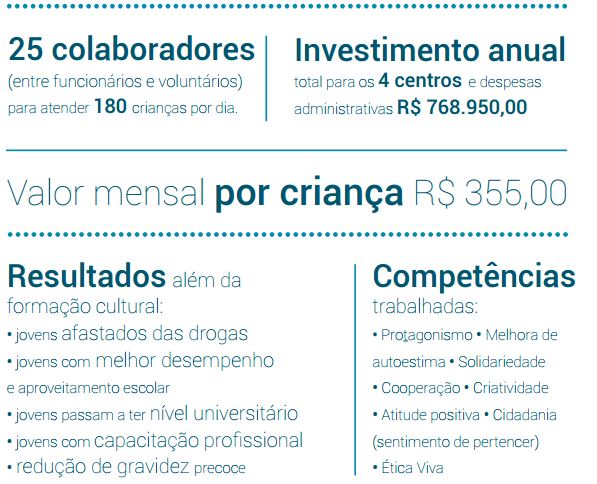 25 colaboradores
(entre funcionários e voluntários)
para atender 180 crianças por dia.
Investimento anual
total para os 4 centros e despesas
administrativas R$ 768.950,00
Valor mensal por criança R$ 355,00
Resultados além da
formação cultural:
• jovens afastados das drogas
• jovens com melhor desempenho
e aproveitamento escolar
• jovens passam a ter nível universitário
• jovens com capacitação profissional
• redução de gravidez precoce
Competências
trabalhadas:
• Protagonismo • Melhora de
autoestima • Solidariedade
• Cooperação • Criatividade
• Atitude positiva • Cidadania
(sentimento de pertencer)
• Ética Viva